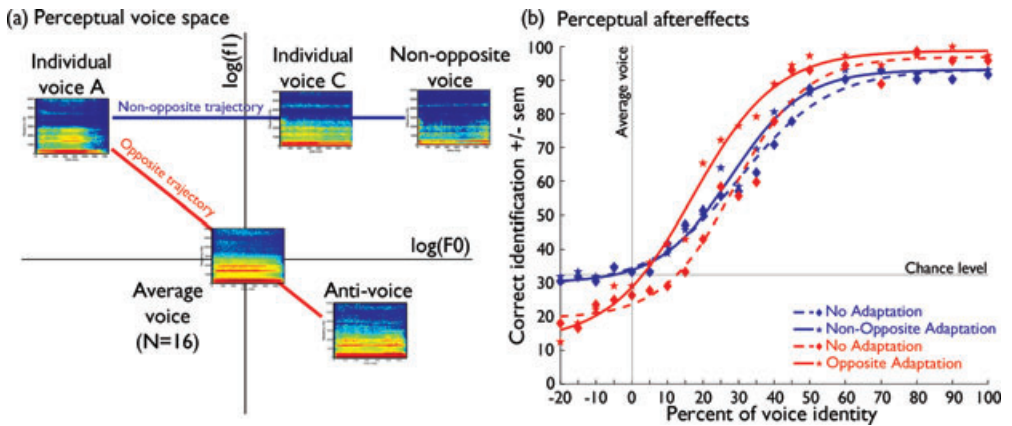 (a) Perceptual voice space
log(f1)
Individual
voice A
Individual
voice C
Non-opposite
voice
Non-opposite trajectory
Opposite trajectory
log(F0)
Average
voice
(N=16)
Anti-voice
(b) Perceptual aftereffects
Correct identification +/- sem
100
90
80
70
60
50
40
30
20
10
0
Average voice
Chance level
No Adaptation
Non-Opposite Adaptation
No Adaptation
Opposite Adaptation
-20 -10 0 10 20 30 40 50 60 70 80 90 100
Percent of voice identity